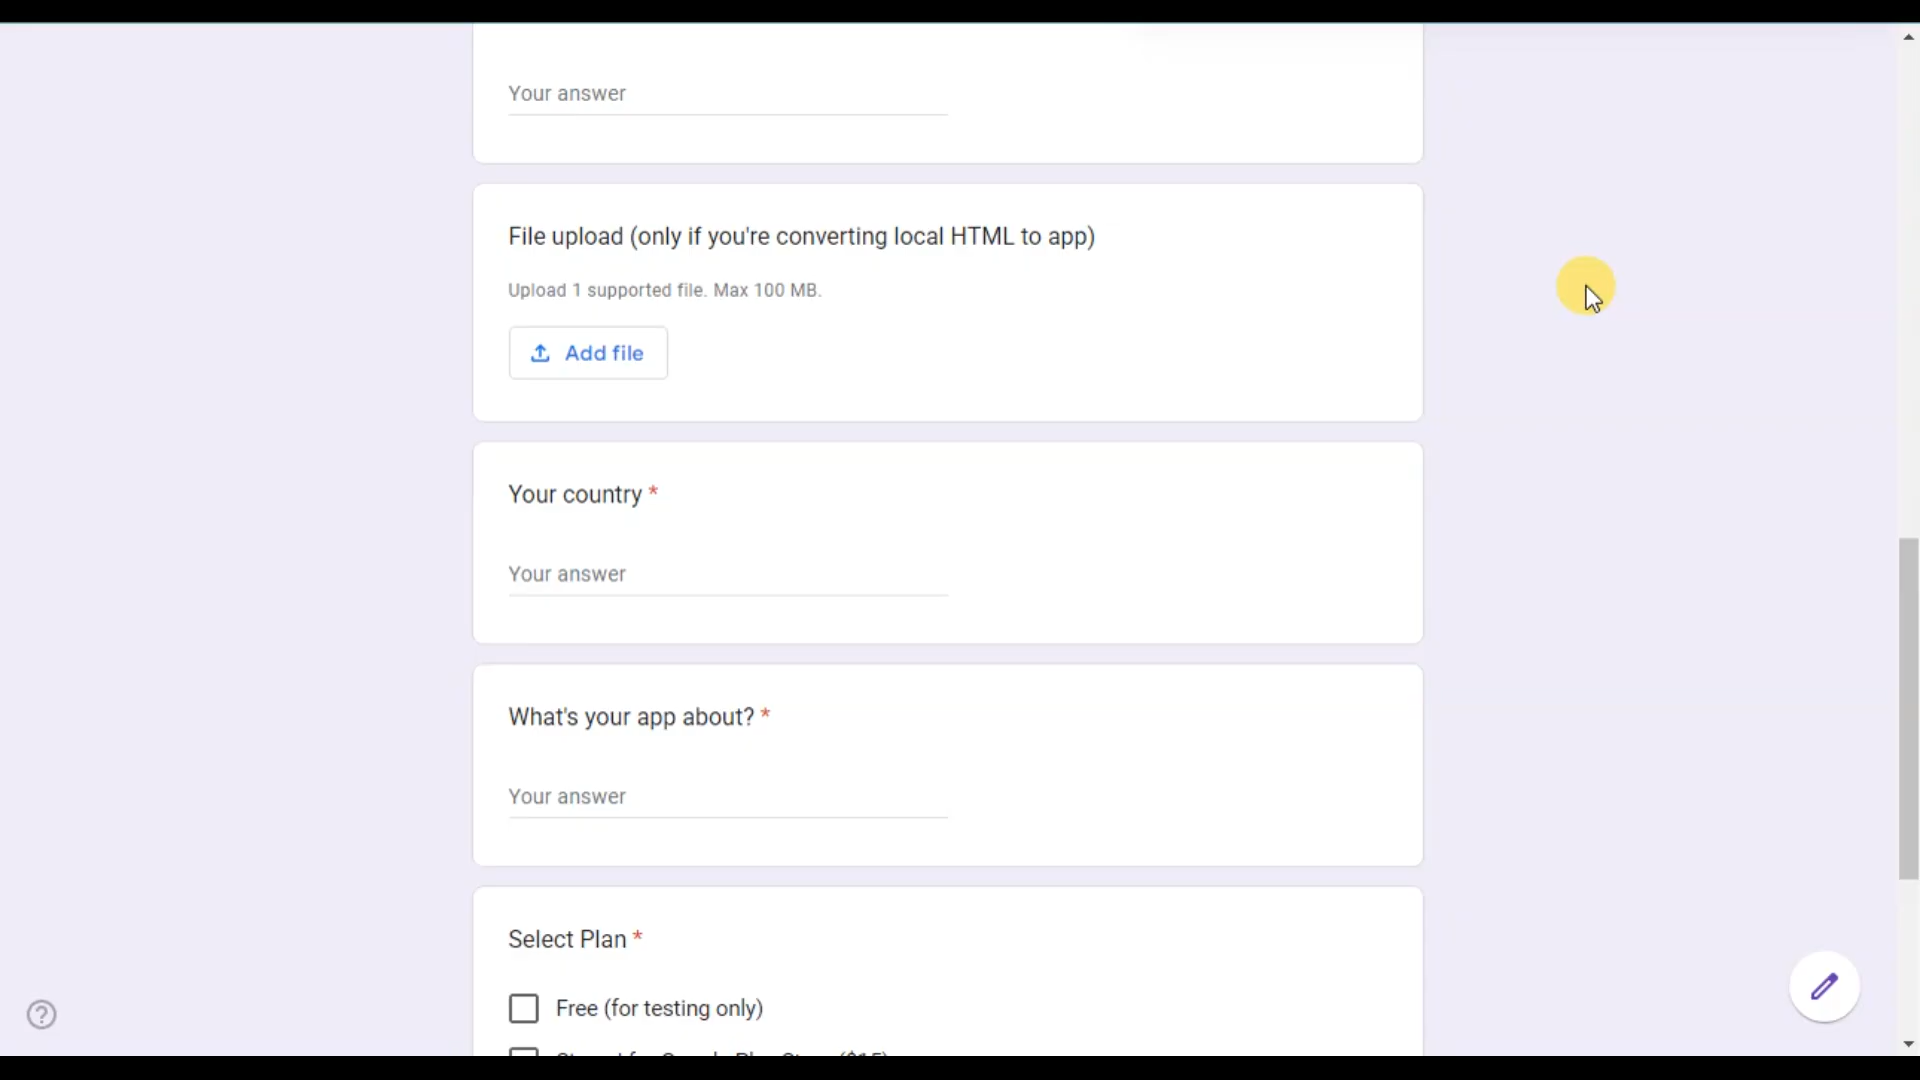 Your answer
File upload (only if you're converting local HTML to app)
Upload 1 supported file. Max 100 MB.
Add file
Your country *
Your answer
What's your app about? *
Your answer
Select Plan *
Free (for testing only)